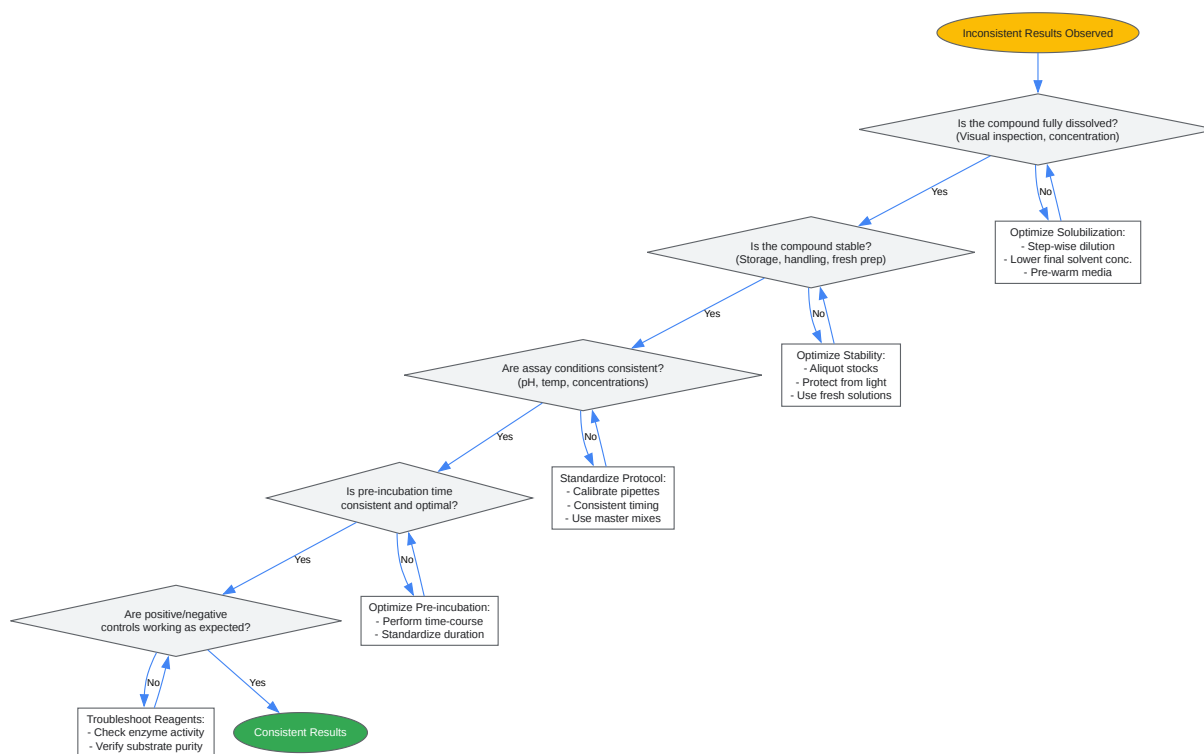 Inconsistent Results Observed
Is the compound fully dissolved?
(Visual inspection, concentration)
Yes
No
Optimize Solubilization:
- Step-wise dilution
- Lower final solvent conc.
- Pre-warm media
Is the compound stable?
(Storage, handling, fresh prep)
Yes
No
Optimize Stability:
- Aliquot stocks
- Protect from light
- Use fresh solutions
Are assay conditions consistent?
(pH, temp, concentrations)
Yes
No
Standardize Protocol:
- Calibrate pipettes
- Consistent timing
- Use master mixes
Is pre-incubation time
consistent and optimal?
Yes
No
Optimize Pre-incubation:
- Perform time-course
- Standardize duration
Are positive/negative
controls working as expected?
No
Yes
Troubleshoot Reagents:
- Check enzyme activity
- Verify substrate purity
Consistent Results